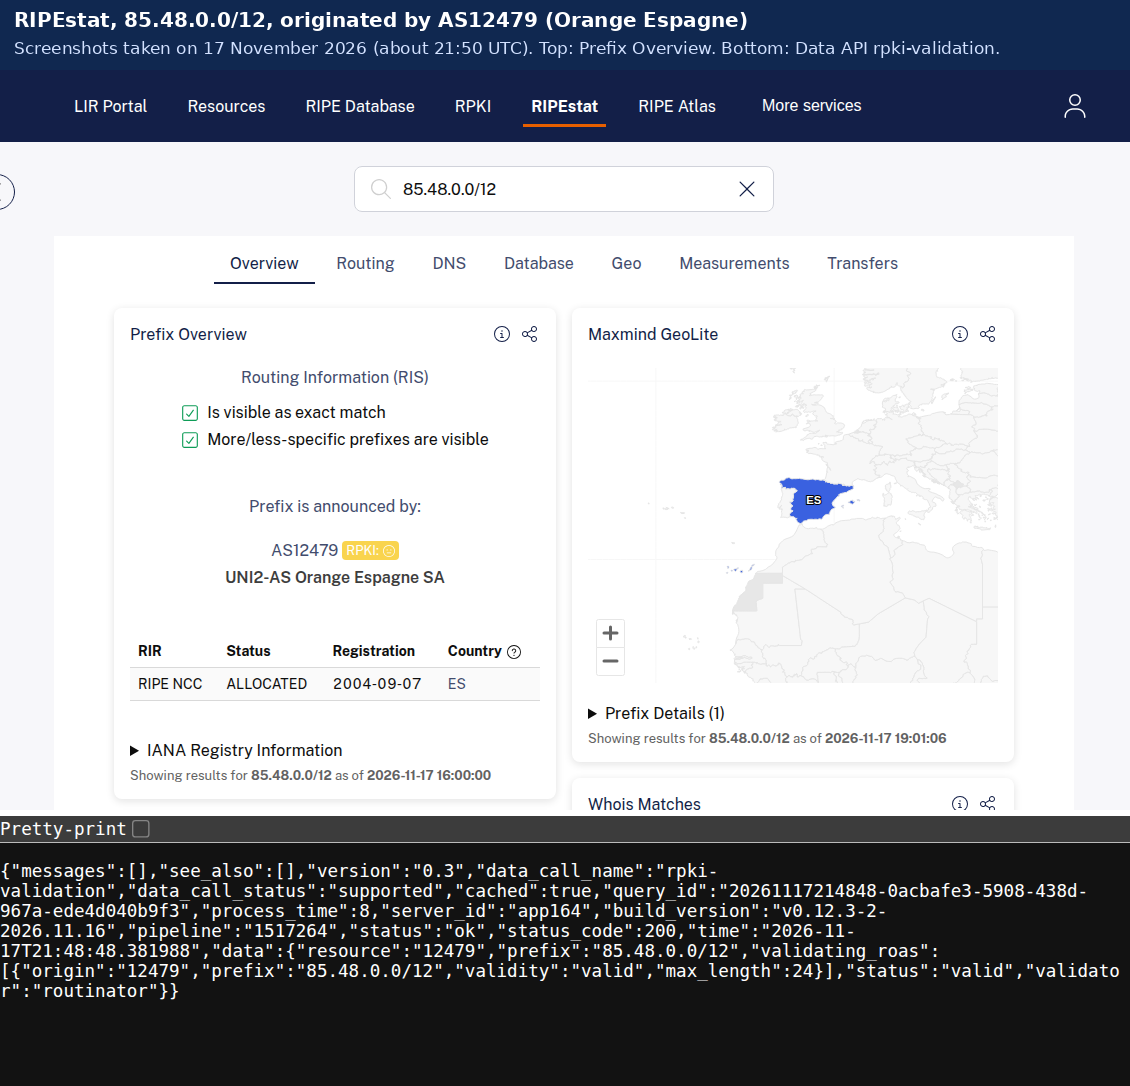 RIPEstat, 85.48.0.0/12, originated by AS12479 (Orange Espagne)
Screenshots taken on 17 November 2026 (about 21:50 UTC). Top: Prefix Overview. Bottom: Data API rpki-validation.
LIR Portal Resources RIPE Database RPKI RIPEstat RIPE Atlas More services
85.48.0.0/12
Overview Routing DNS Database Geo Measurements Transfers
Prefix Overview
Routing Information (RIS)
Is visible as exact match
More/less-specific prefixes are visible
Prefix is announced by:
AS12479 RPKI:
UNI2-AS Orange Espagne SA
RIR Status Registration Country
RIPE NCC ALLOCATED 2004-09-07 ES
IANA Registry Information
Showing results for 85.48.0.0/12 as of 2026-11-17 16:00:00
Maxmind GeoLite
ES
+
−
Prefix Details (1)
Showing results for 85.48.0.0/12 as of 2026-11-17 19:01:06
Whois Matches
Pretty-print
{"messages":[],"see_also":[],"version":"0.3","data_call_name":"rpki-
validation","data_call_status":"supported","cached":true,"query_id":"20261117214848-0acbafe3-5908-438d-
967a-ede4d040b9f3","process_time":8,"server_id":"app164","build_version":"v0.12.3-2-
2026.11.16","pipeline":"1517264","status":"ok","status_code":200,"time":"2026-11-
17T21:48:48.381988","data":{"resource":"12479","prefix":"85.48.0.0/12","validating_roas":
[{"origin":"12479","prefix":"85.48.0.0/12","validity":"valid","max_length":24}],"status":"valid","validato
r":"routinator"}}